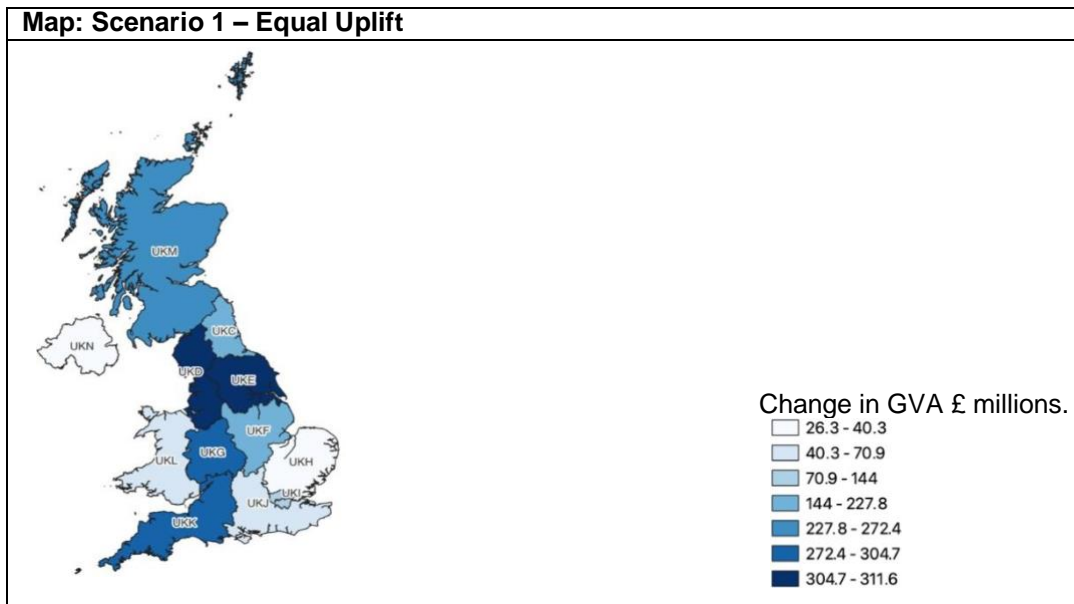 Map: Scenario 1 – Equal Uplift
UKM
UKC
UKN
UKD
UKE
UKF
UKG
UKL
UKH
UKI
UKJ
UKK
Change in GVA £ millions.
26.3 - 40.3
40.3 - 70.9
70.9 - 144
144 - 227.8
227.8 - 272.4
272.4 - 304.7
304.7 - 311.6